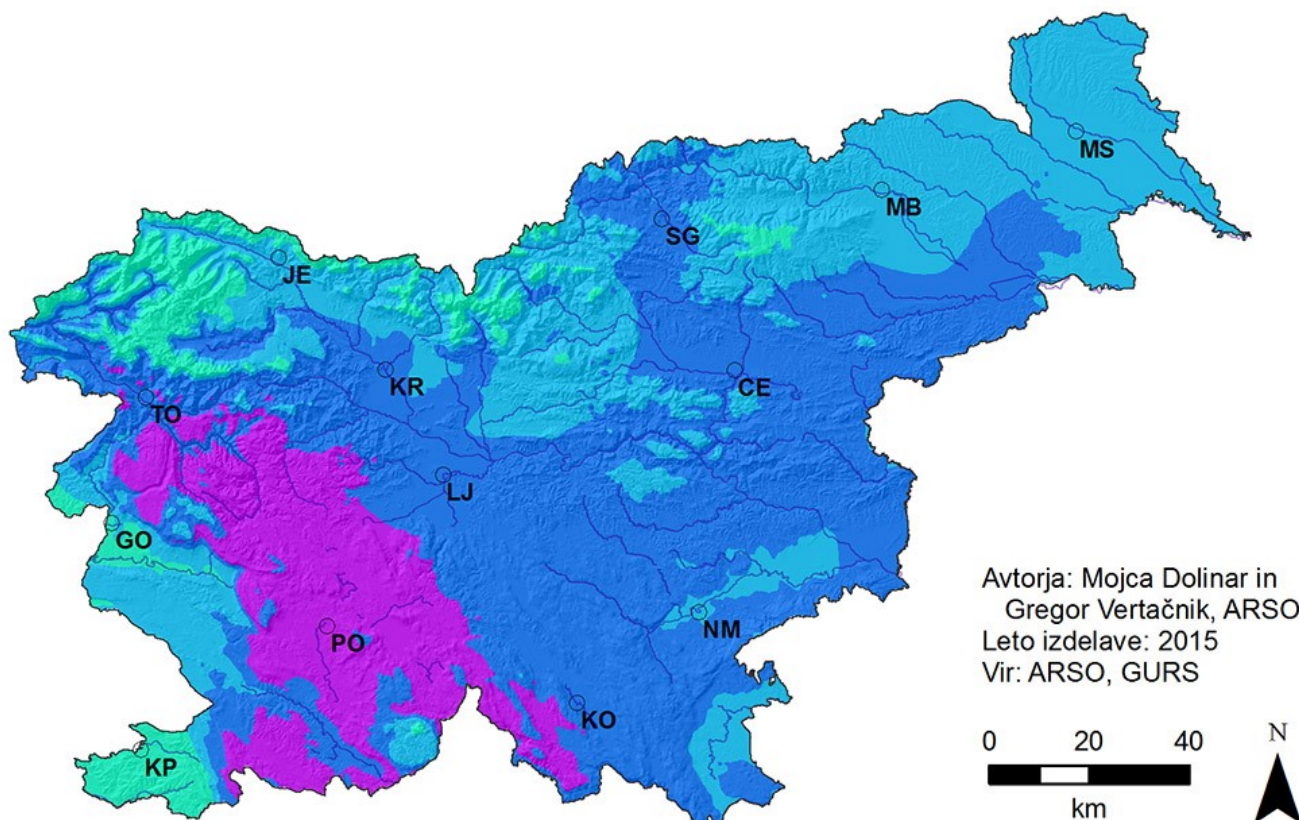 MS
MB
SG
JE
KR
CE
TO
LJ
GO
NM
PO
KO
KP
Avtorja: Mojca Dolinar in
Gregor Vertačnik, ARSO
Leto izdelave: 2015
Vir: ARSO, GURS
0 20 40
km
N